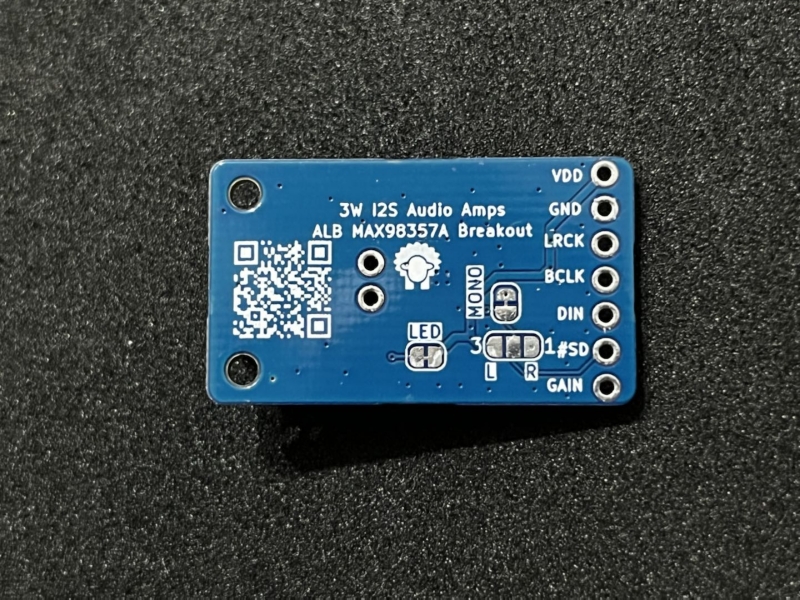 3W I2S Audio Amps
ALB MAX98357A Breakout
VDD
GND
LRCK
BCLK
DIN
#SD
GAIN
MONO
LED
3
1
L
R